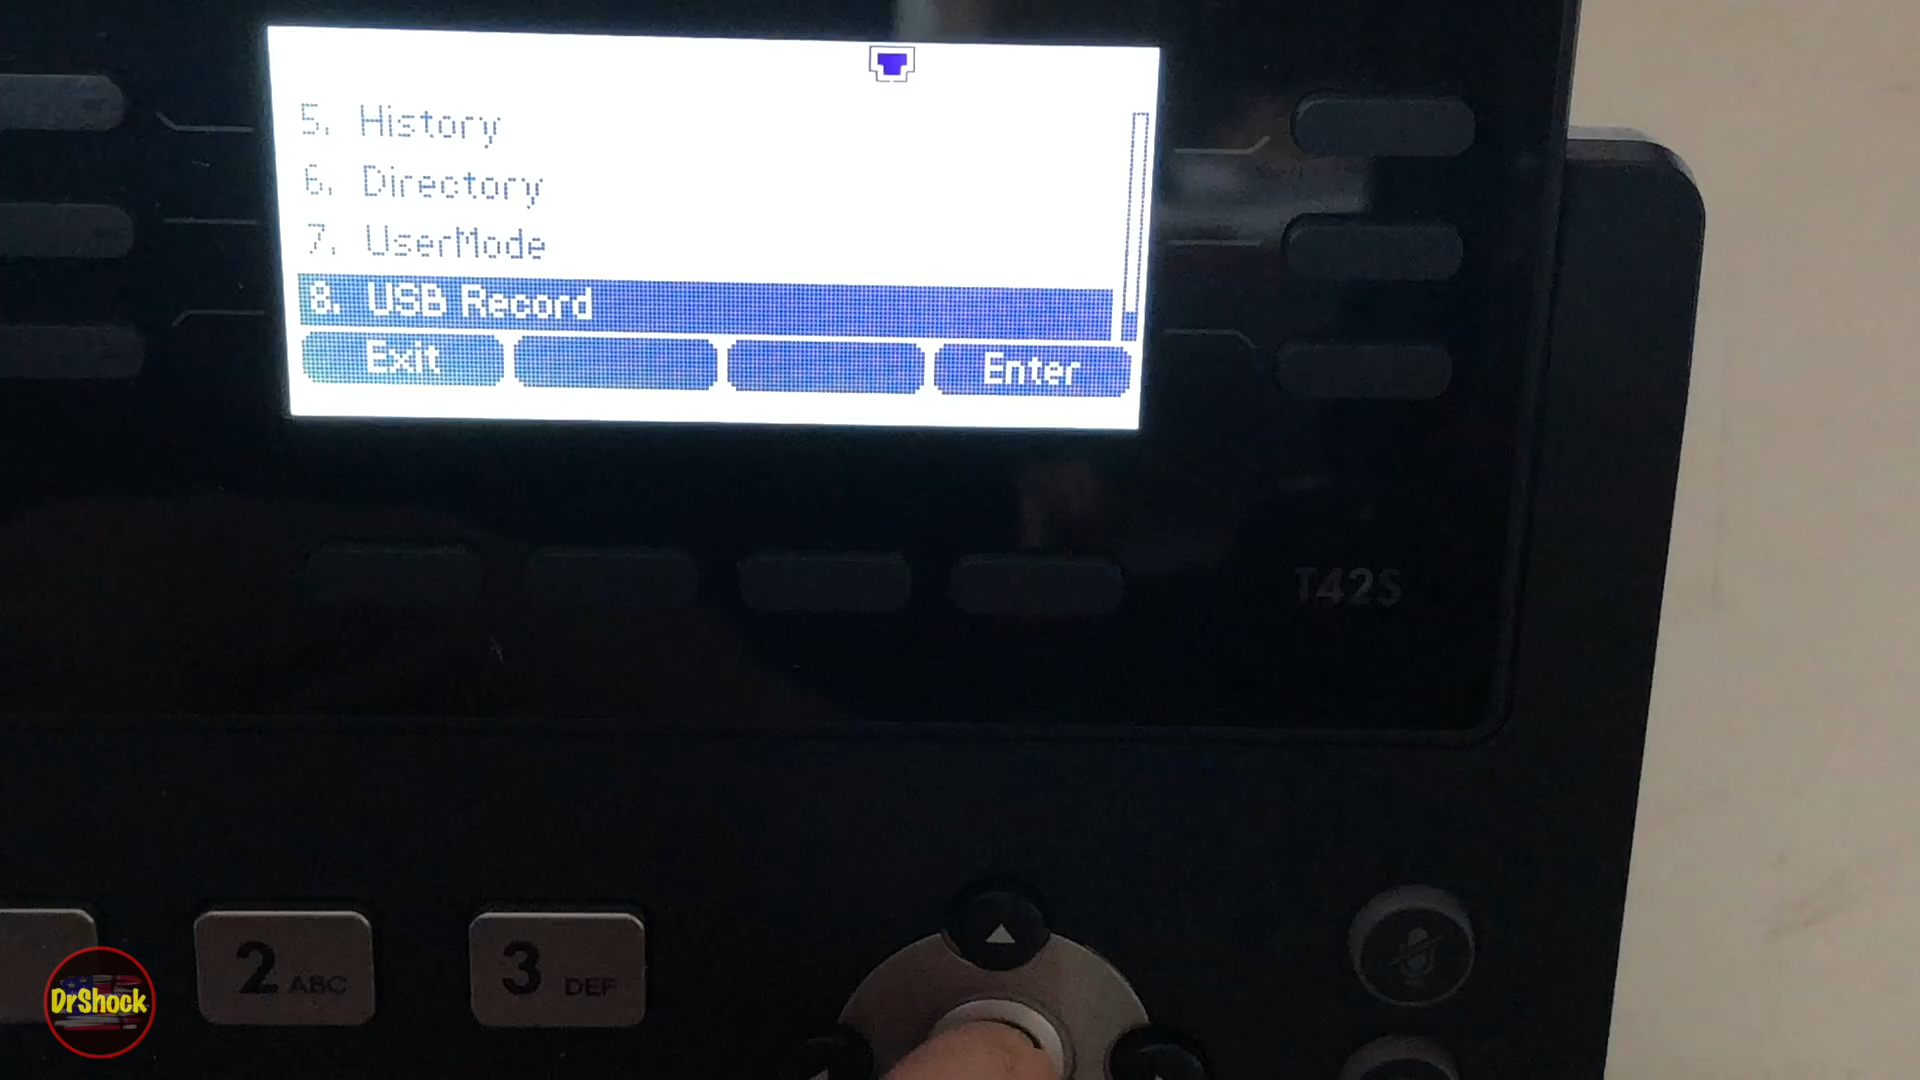 5. History
6. Directory
7. UserMode
8. USB Record
Exit Enter
T42S
2 ABC 3 DEF
DrShock